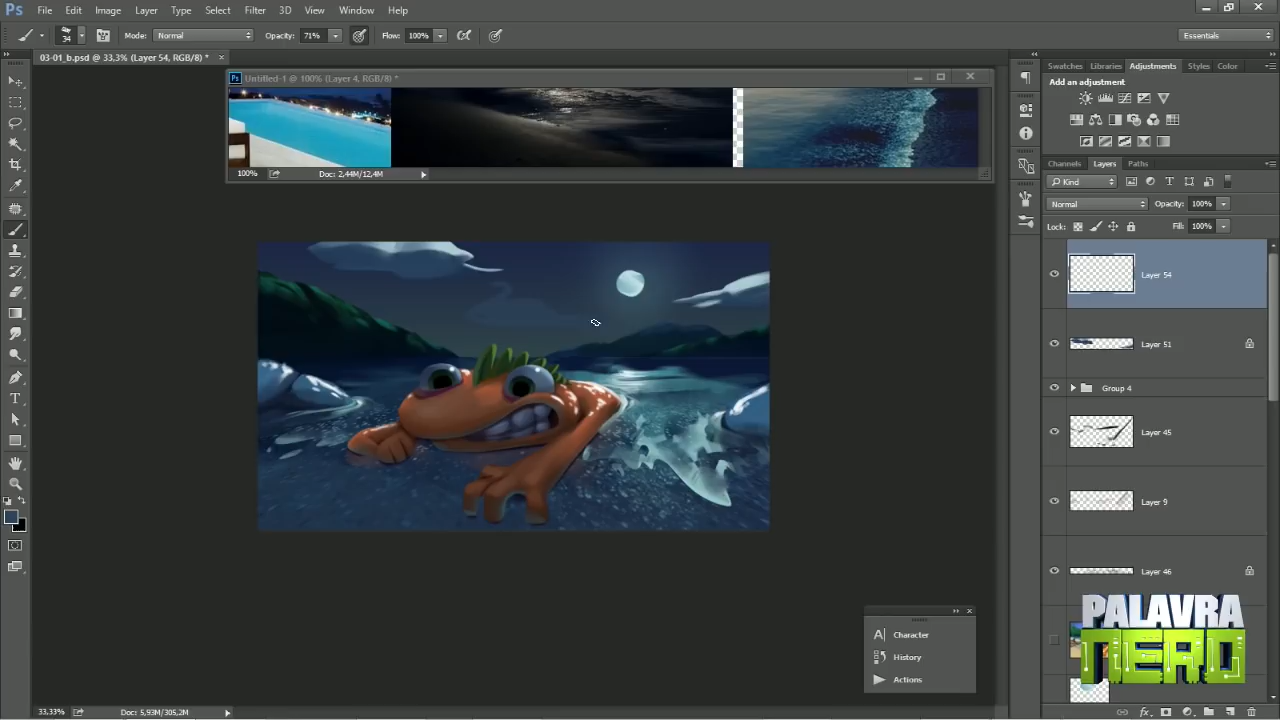 Ps File Edit Image Layer Type Select Filter 3D View Window Help
34 Mode: Normal Opacity: 71% Flow: 100% Essentials
03-01_b.psd @ 33,3% (Layer 54, RGB/8) *
Ps Untitled-1 @ 100% (Layer 4, RGB/8) *
100% Doc: 2,44M/12,4M
Swatches Libraries Adjustments Styles Color
Add an adjustment
Channels Layers Paths
Kind
Normal Opacity: 100%
Lock: Fill: 100%
Layer 54
Layer 51
Group 4
Layer 45
Layer 9
Layer 46
PALAVRA
NERD
A Character
History
Actions
33,33% Doc: 5,93M/305,2M